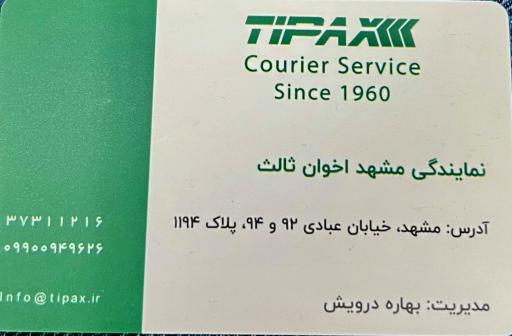 TIPAX
Courier Service
Since 1960
نمایندگی مشهد اخوان ثالث
آدرس: مشهد، خیابان عبادی ۹۲ و ۹۴، پلاک ۱۱۹۴
مدیریت: بهاره درویش
۳۷۳۱۱۲۱۶
۰۹۹۰۰۹۴۹۶۲۶
Info@tipax.ir